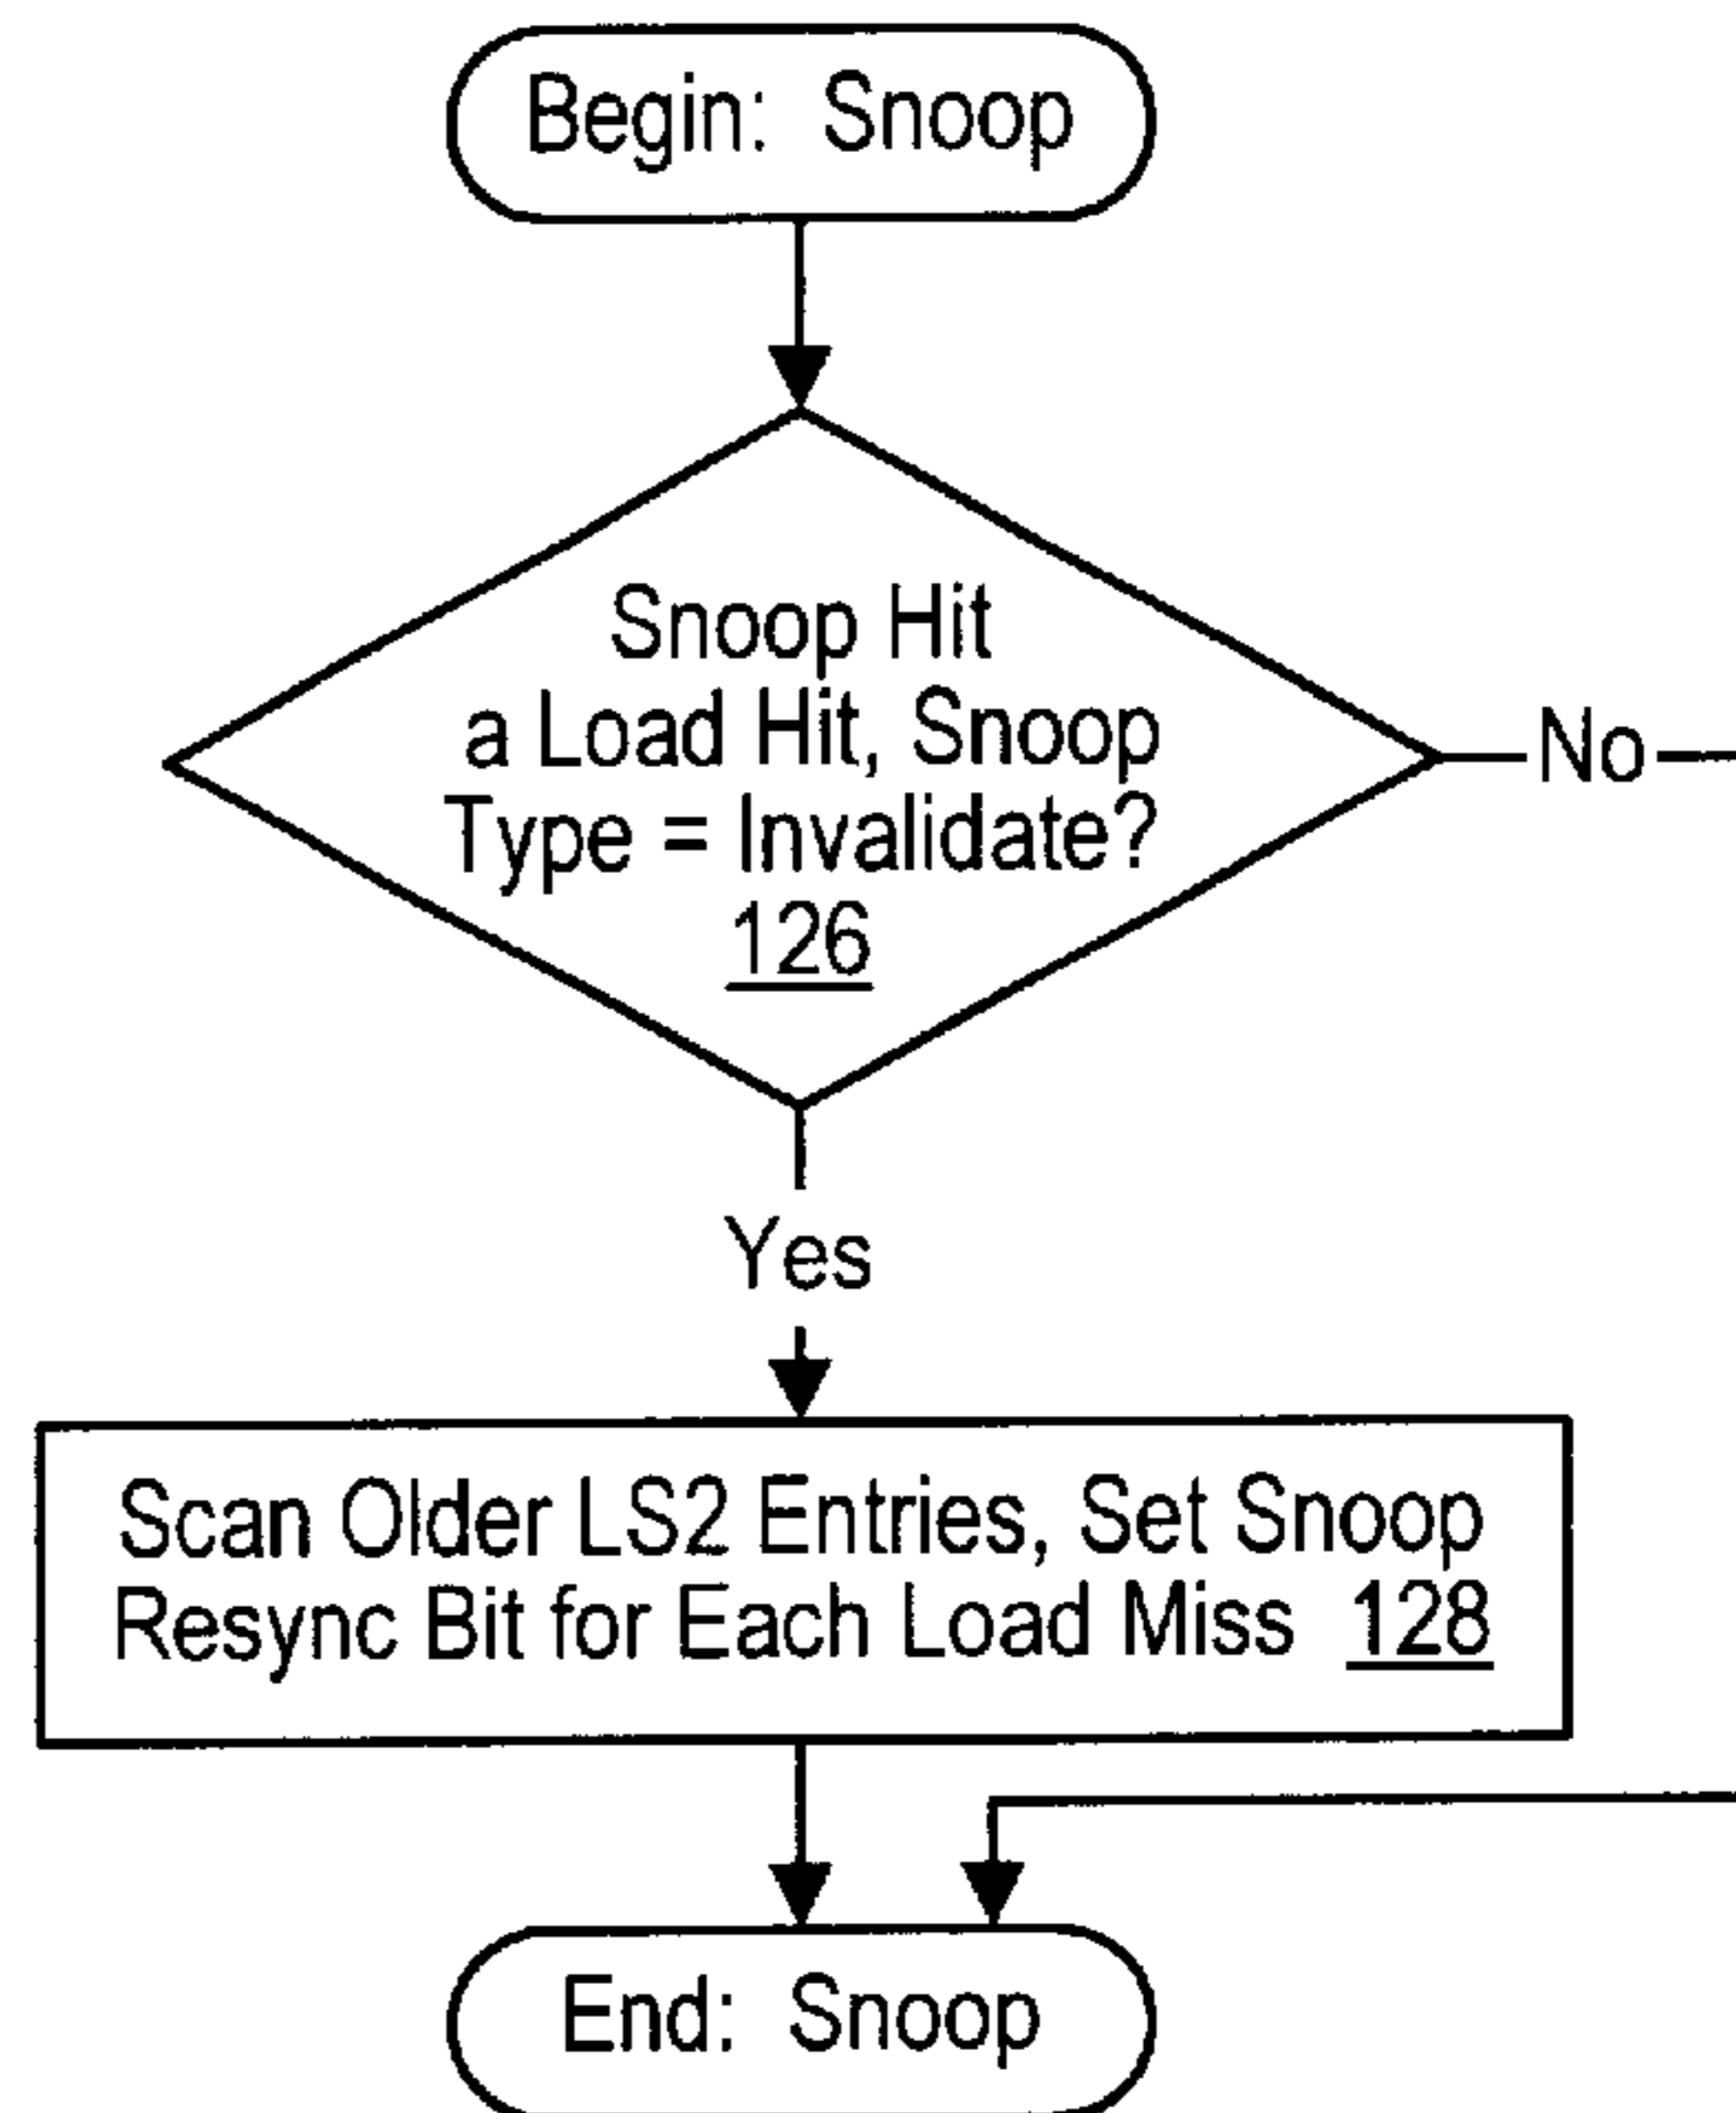 Begin: Snoop
Snoop Hit
a Load Hit, Snoop
Type = Invalidate?
126
No
Yes
Scan Older LS2 Entries, Set Snoop
Resync Bit for Each Load Miss 128
End: Snoop